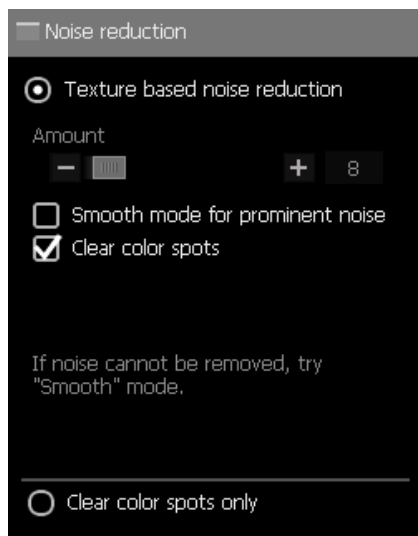 Noise reduction
Texture based noise reduction
Amount
− + 8
Smooth mode for prominent noise
Clear color spots
If noise cannot be removed, try
"Smooth" mode.
Clear color spots only